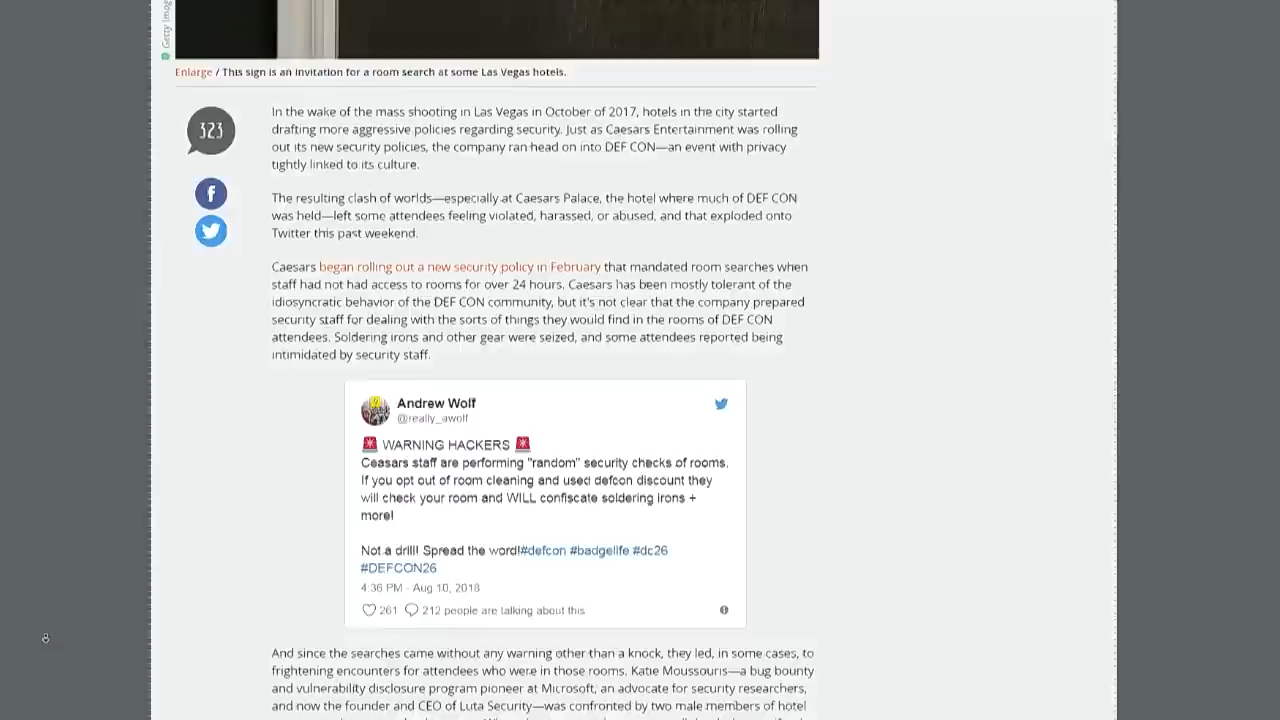 Getty Imag
Enlarge / This sign is an invitation for a room search at some Las Vegas hotels.
323
In the wake of the mass shooting in Las Vegas in October of 2017, hotels in the city started
drafting more aggressive policies regarding security. Just as Caesars Entertainment was rolling
out its new security policies, the company ran head on into DEF CON—an event with privacy
tightly linked to its culture.
The resulting clash of worlds—especially at Caesars Palace, the hotel where much of DEF CON
was held—left some attendees feeling violated, harassed, or abused, and that exploded onto
Twitter this past weekend.
Caesars began rolling out a new security policy in February that mandated room searches when
staff had not had access to rooms for over 24 hours. Caesars has been mostly tolerant of the
idiosyncratic behavior of the DEF CON community, but it's not clear that the company prepared
security staff for dealing with the sorts of things they would find in the rooms of DEF CON
attendees. Soldering irons and other gear were seized, and some attendees reported being
intimidated by security staff.
Andrew Wolf
@really_awolf
🚨 WARNING HACKERS 🚨
Ceasars staff are performing "random" security checks of rooms.
If you opt out of room cleaning and used defcon discount they
will check your room and WILL confiscate soldering irons +
more!
Not a drill! Spread the word!#defcon #badgelife #dc26
#DEFCON26
4:36 PM - Aug 10, 2018
261 212 people are talking about this
And since the searches came without any warning other than a knock, they led, in some cases, to
frightening encounters for attendees who were in those rooms. Katie Moussouris—a bug bounty
and vulnerability disclosure program pioneer at Microsoft, an advocate for security researchers,
and now the founder and CEO of Luta Security—was confronted by two male members of hotel